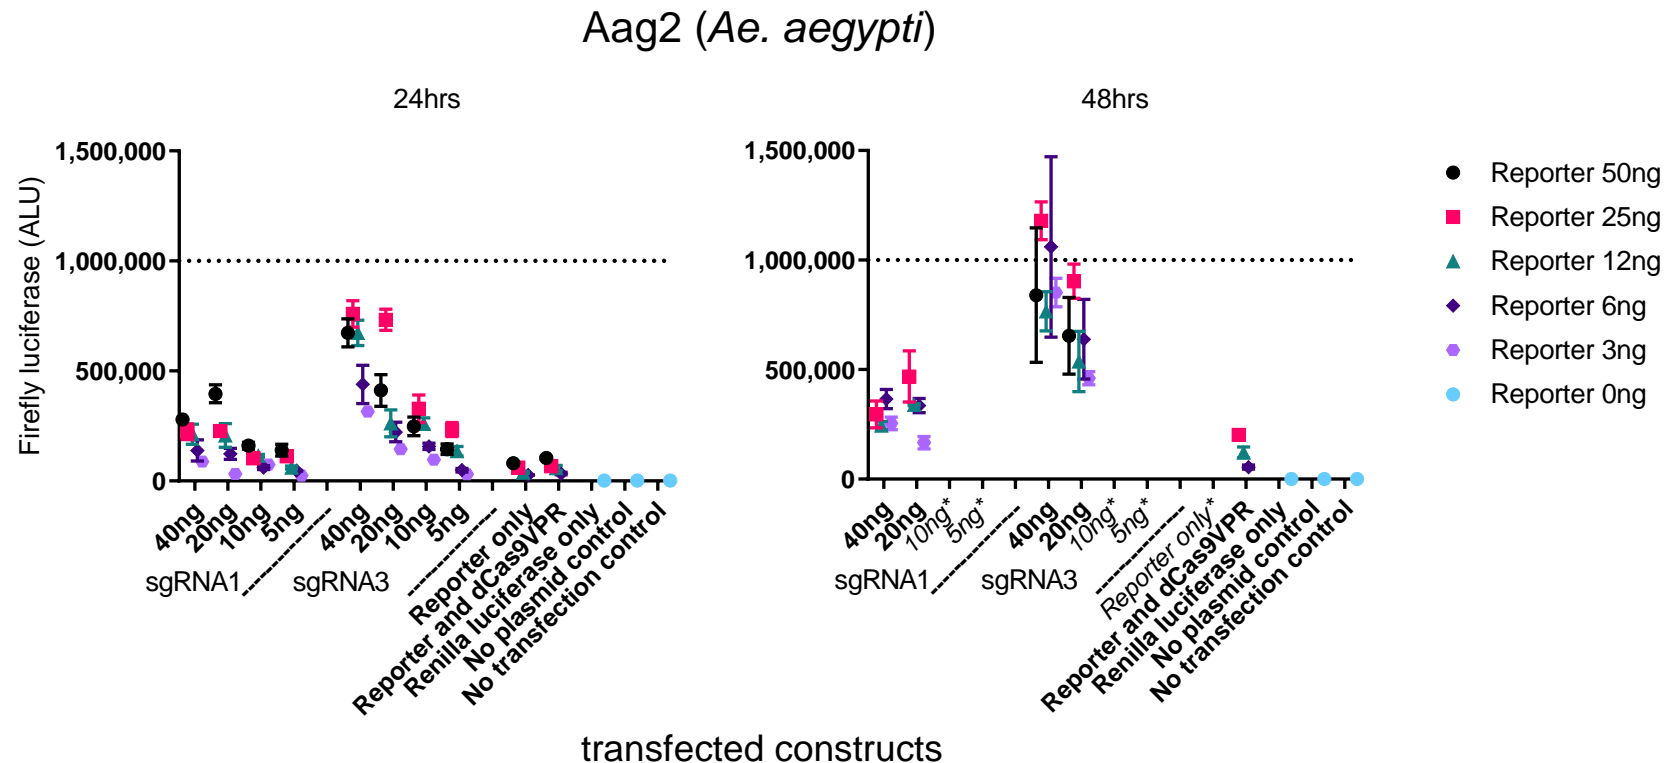 Aag2 (Ae. aegypti)
24hrs
48hrs
Firefly luciferase (ALU)
1,500,000
1,000,000
500,000
0
40ng
20ng
10ng
5ng
40ng
20ng
10ng
5ng
Reporter only
Reporter and dCas9VPR
Renilla luciferase only
No plasmid control
No transfection control
sgRNA1
sgRNA3
1,500,000
1,000,000
500,000
0
40ng
20ng
10ng*
5ng*
40ng
20ng
10ng*
5ng*
Reporter only*
Reporter and dCas9VPR
Renilla luciferase only
No plasmid control
No transfection control
sgRNA1
sgRNA3
Reporter 50ng
Reporter 25ng
Reporter 12ng
Reporter 6ng
Reporter 3ng
Reporter 0ng
transfected constructs